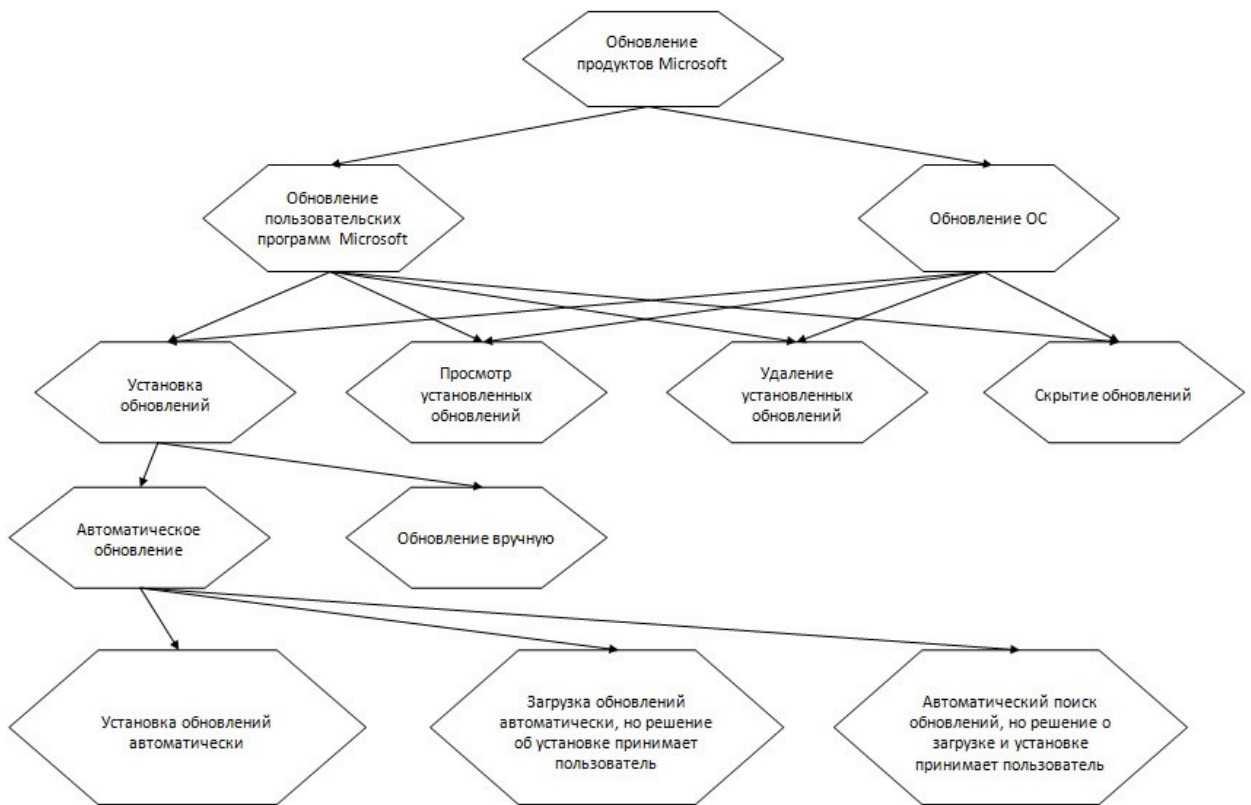 Обновление
продуктов Microsoft
Обновление
пользовательских
программ Microsoft
Обновление ОС
Установка
обновлений
Просмотр
установленных
обновлений
Удаление
установленных
обновлений
Скрытие обновлений
Автоматическое
обновление
Обновление вручную
Установка обновлений
автоматически
Загрузка обновлений
автоматически, но решение
об установке принимает
пользователь
Автоматический поиск
обновлений, но решение о
загрузке и установке
принимает пользователь